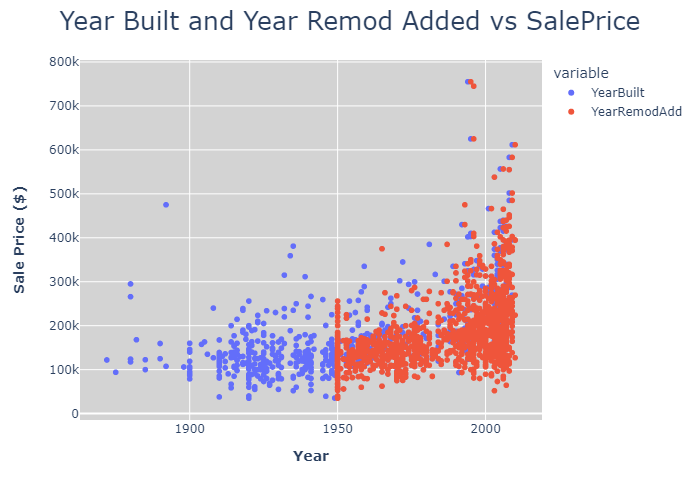 Year Built and Year Remod Added vs SalePrice
800k
700k
600k
500k
400k
300k
200k
100k
0
Sale Price ($)
1900
1950
2000
Year
variable
YearBuilt
YearRemodAdd